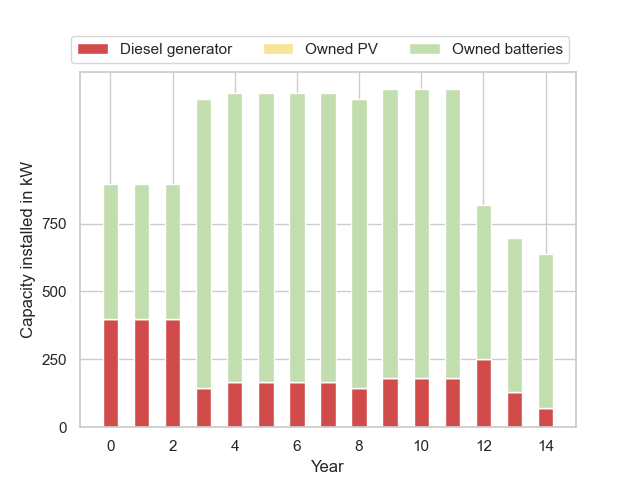 Diesel generator Owned PV Owned batteries
Capacity installed in kW
750
500
250
0
0 2 4 6 8 10 12 14
Year